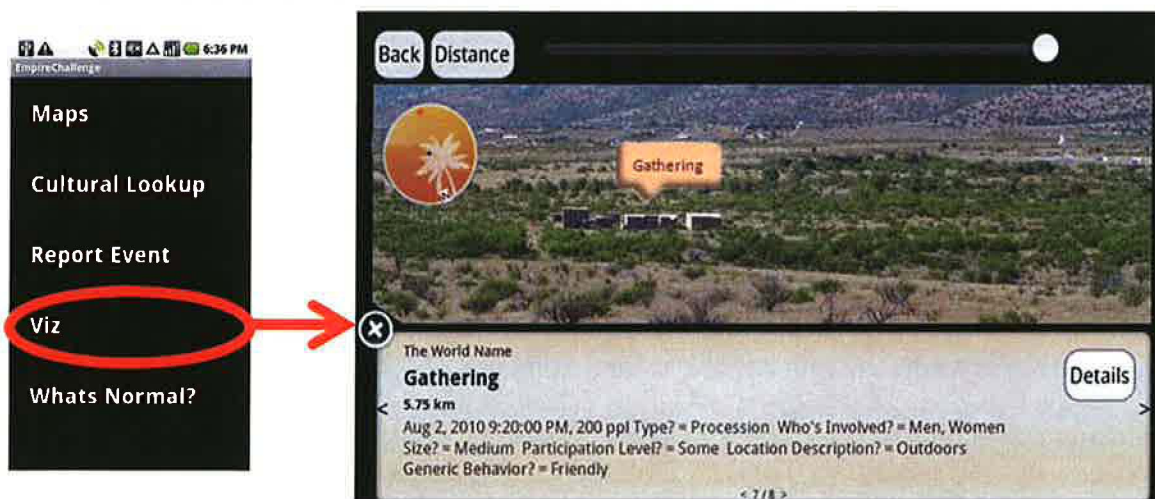 6:36 PM
EmpireChallenge
Maps
Cultural Lookup
Report Event
Viz
Whats Normal?
Back Distance
Gathering
The World Name
Gathering
5.75 km
Details
< >
Aug 2, 2010 9:20:00 PM, 200 ppl Type? = Procession Who's Involved? = Men, Women
Size? = Medium Participation Level? = Some Location Description? = Outdoors
Generic Behavior? = Friendly
< 7 / 8 >